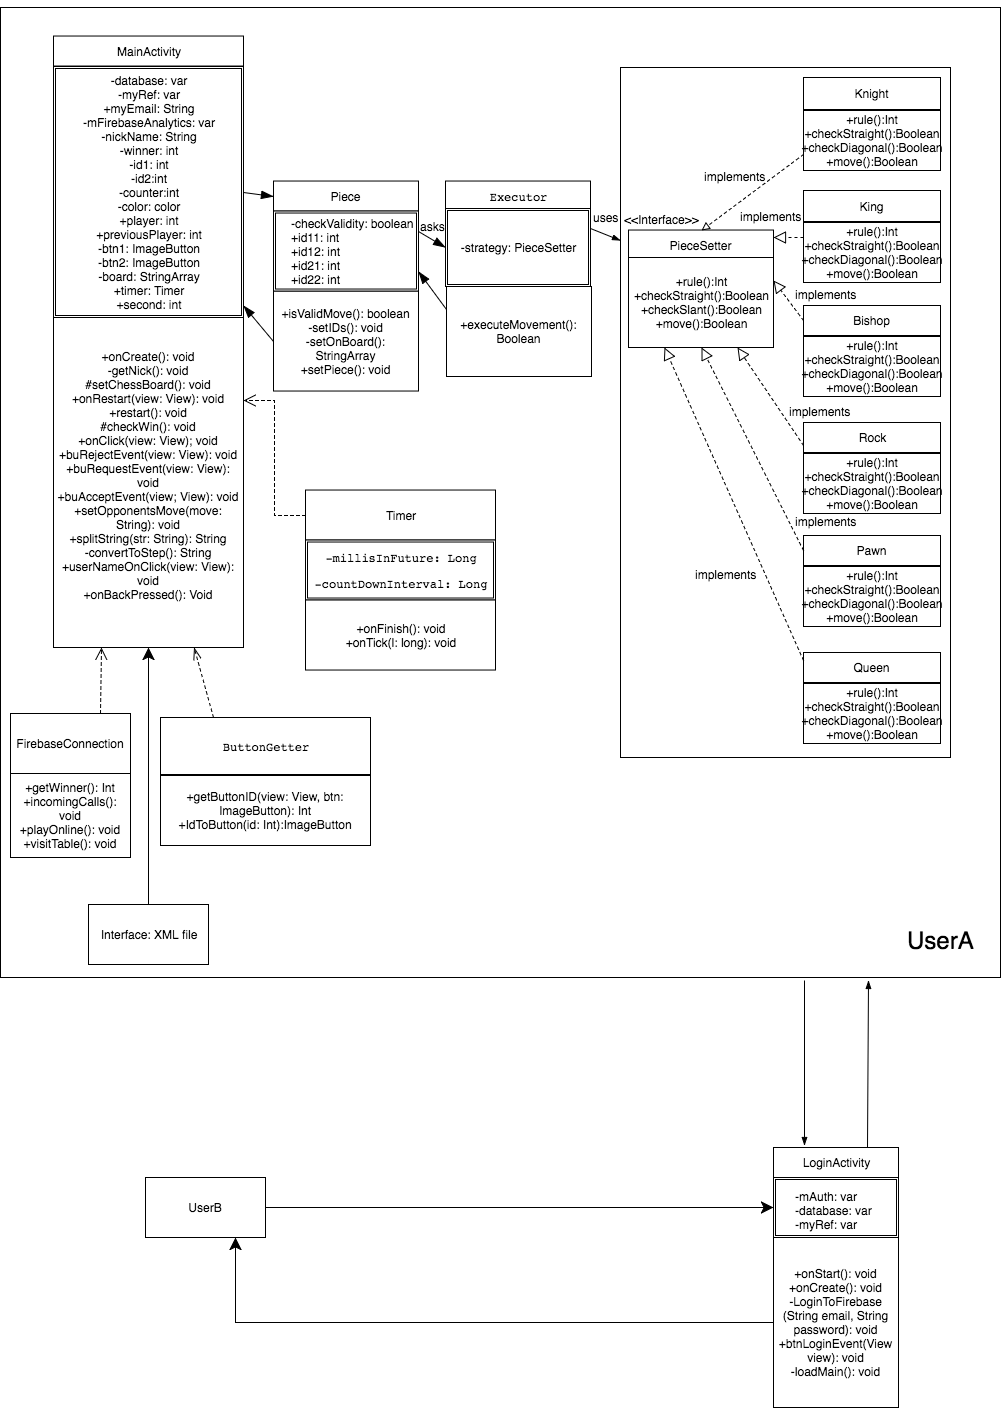 MainActivity
-database: var
-myRef: var
+myEmail: String
-mFirebaseAnalytics: var
-nickName: String
-winner: int
-id1: int
-id2:int
-counter:int
-color: color
+player: int
+previousPlayer: int
-btn1: ImageButton
-btn2: ImageButton
-board: StringArray
+timer: Timer
+second: int
+onCreate(): void
-getNick(): void
#setChessBoard(): void
+onRestart(view: View): void
+restart(): void
#checkWin(): void
+onClick(view: View); void
+buRejectEvent(view: View): void
+buRequestEvent(view: View):
void
+buAcceptEvent(view; View): void
+setOpponentsMove(move:
String): void
+splitString(str: String): String
-convertToStep(): String
+userNameOnClick(view: View):
void
+onBackPressed(): Void
Piece
-checkValidity: boolean
+id11: int
+id12: int
+id21: int
+id22: int
+isValidMove(): boolean
-setIDs(): void
-setOnBoard():
StringArray
+setPiece(): void
asks
Executor
-strategy: PieceSetter
+executeMovement():
Boolean
uses
<<Interface>>
PieceSetter
+rule():Int
+checkStraight():Boolean
+checkSlant():Boolean
+move():Boolean
Knight
+rule():Int
+checkStraight():Boolean
+checkDiagonal():Boolean
+move():Boolean
implements
King
+rule():Int
+checkStraight():Boolean
+checkDiagonal():Boolean
+move():Boolean
implements
Bishop
+rule():Int
+checkStraight():Boolean
+checkDiagonal():Boolean
+move():Boolean
implements
Rock
+rule():Int
+checkStraight():Boolean
+checkDiagonal():Boolean
+move():Boolean
implements
Pawn
+rule():Int
+checkStraight():Boolean
+checkDiagonal():Boolean
+move():Boolean
implements
Queen
+rule():Int
+checkStraight():Boolean
+checkDiagonal():Boolean
+move():Boolean
implements
Timer
-millisInFuture: Long
-countDownInterval: Long
+onFinish(): void
+onTick(l: long): void
FirebaseConnection
+getWinner(): Int
+incomingCalls():
void
+playOnline(): void
+visitTable(): void
ButtonGetter
+getButtonID(view: View, btn:
ImageButton): Int
+IdToButton(id: Int):ImageButton
Interface: XML file
UserA
UserB
LoginActivity
-mAuth: var
-database: var
-myRef: var
+onStart(): void
+onCreate(): void
-LoginToFirebase
(String email, String
password): void
+btnLoginEvent(View
view): void
-loadMain(): void